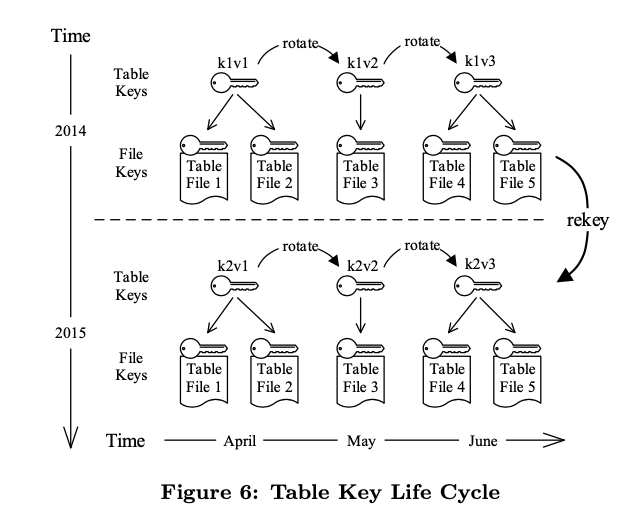 Time
k1v1 rotate k1v2 rotate k1v3
Table
Keys
2014
File
Keys
Table
File 1
Table
File 2
Table
File 3
Table
File 4
Table
File 5
rekey
k2v1 rotate k2v2 rotate k2v3
Table
Keys
2015
File
Keys
Table
File 1
Table
File 2
Table
File 3
Table
File 4
Table
File 5
Time April May June
Figure 6: Table Key Life Cycle